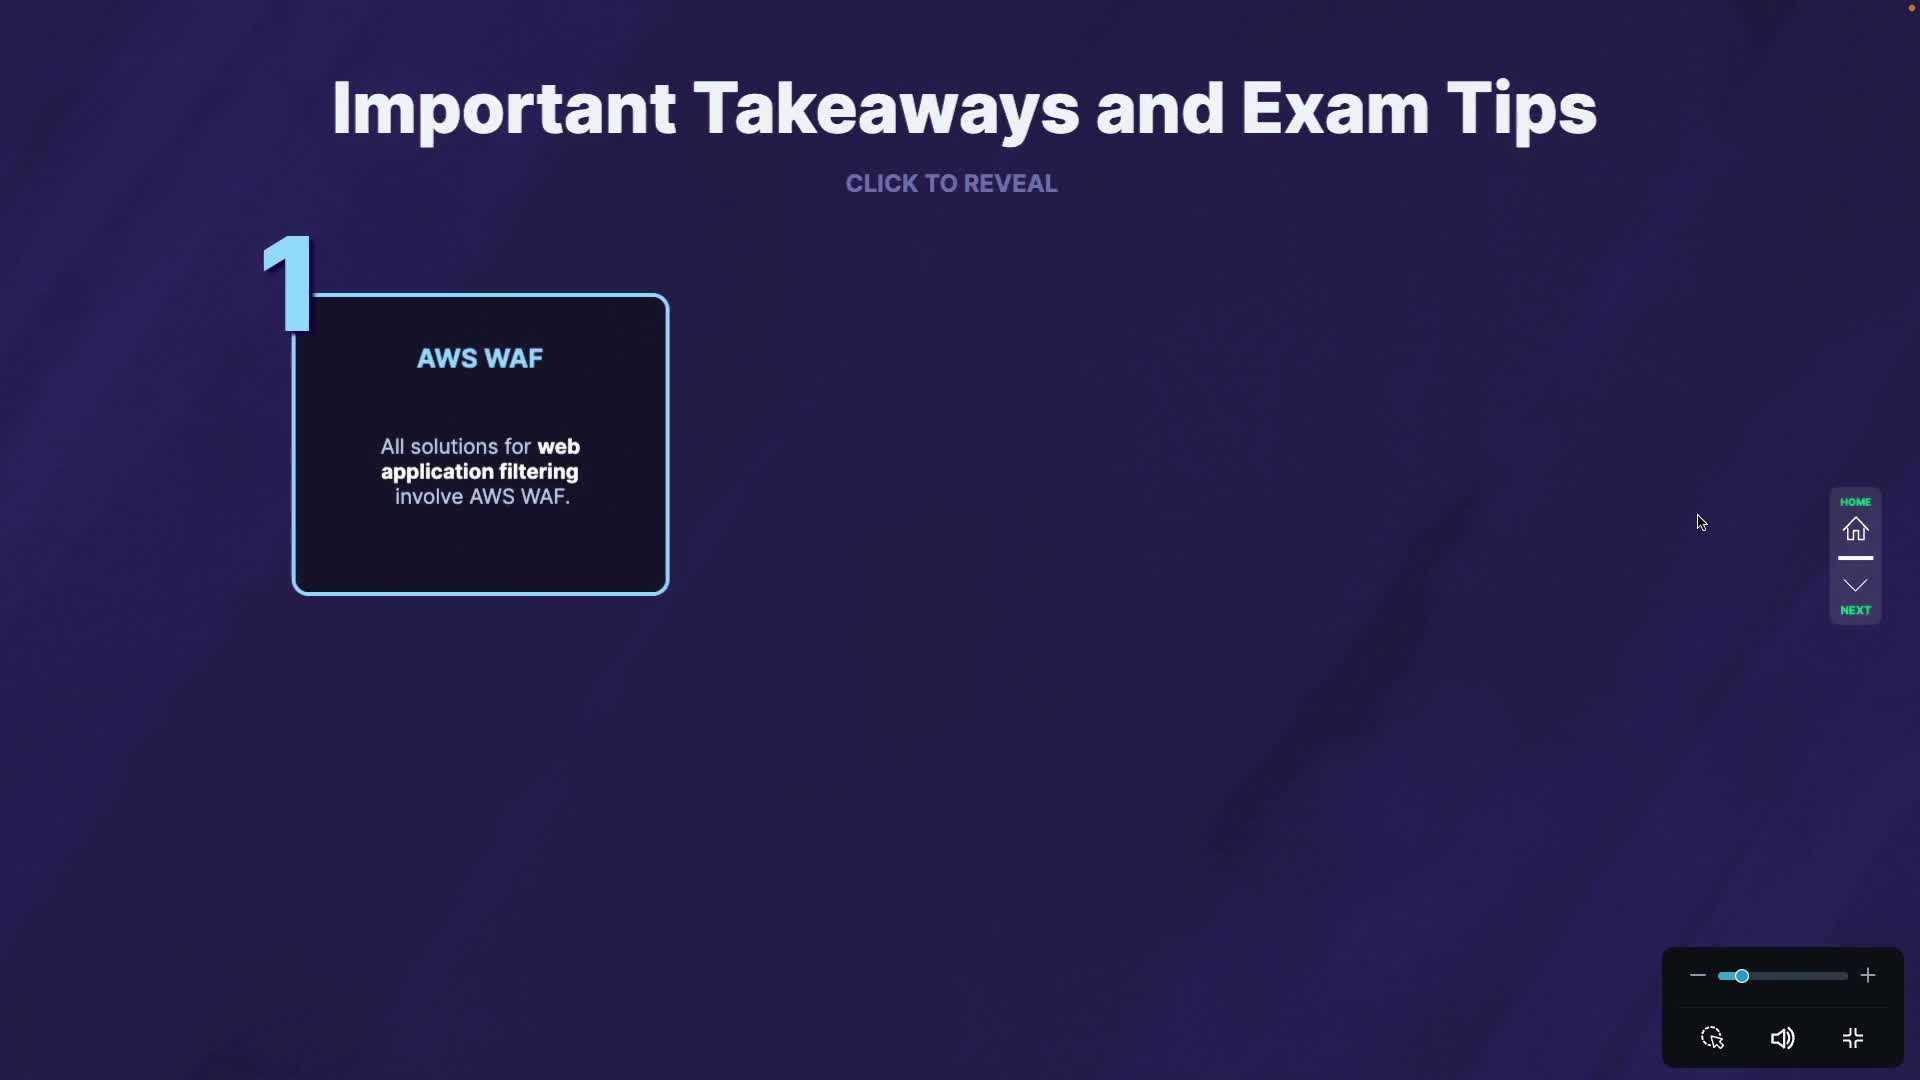 Important Takeaways and Exam Tips
CLICK TO REVEAL
1
AWS WAF
All solutions for web
application filtering
involve AWS WAF.
HOME
NEXT